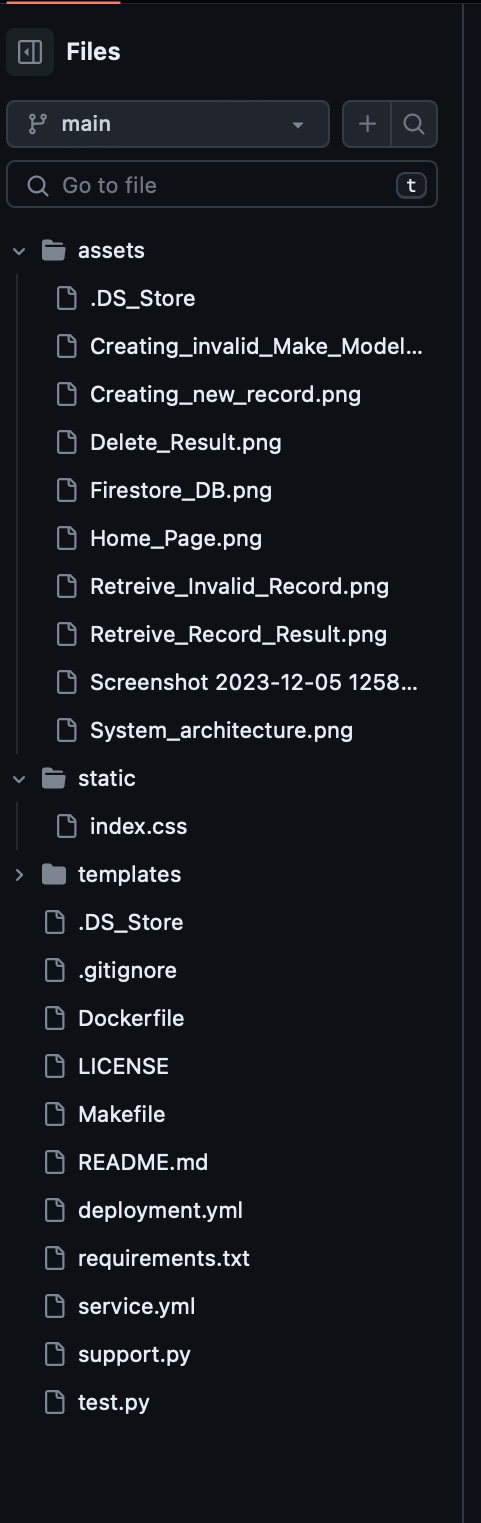 Files
main
Go to file t
assets
.DS_Store
Creating_invalid_Make_Model...
Creating_new_record.png
Delete_Result.png
Firestore_DB.png
Home_Page.png
Retreive_Invalid_Record.png
Retreive_Record_Result.png
Screenshot 2023-12-05 1258...
System_architecture.png
static
index.css
templates
.DS_Store
.gitignore
Dockerfile
LICENSE
Makefile
README.md
deployment.yml
requirements.txt
service.yml
support.py
test.py